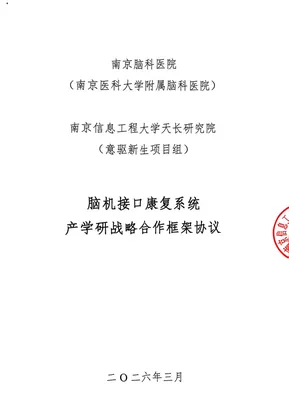 南京脑科医院
（南京医科大学附属脑科医院）
南京信息工程大学天长研究院
（意驱新生项目组）
脑机接口康复系统
产学研战略合作框架协议
二〇二六年三月